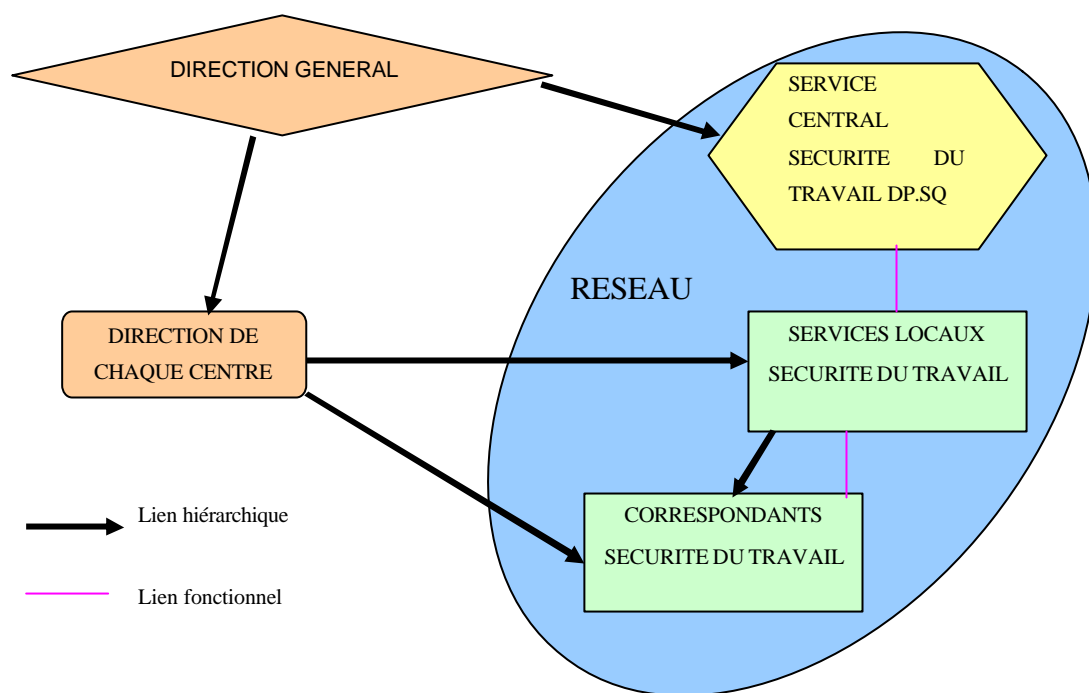 DIRECTION GENERAL
SERVICE
CENTRAL
SECURITE DU
TRAVAIL DP.SQ
RESEAU
DIRECTION DE
CHAQUE CENTRE
SERVICES LOCAUX
SECURITE DU TRAVAIL
CORRESPONDANTS
SECURITE DU TRAVAIL
Lien hiérarchique
Lien fonctionnel